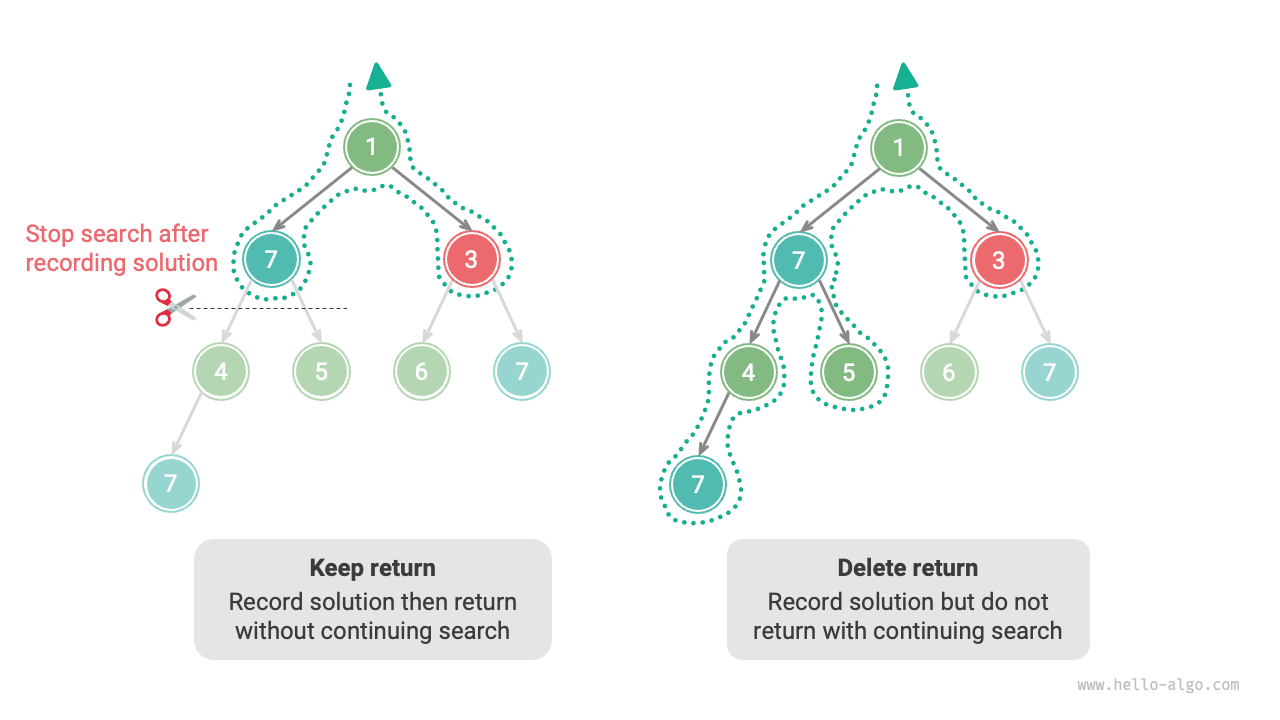 1
7
3
Stop search after
recording solution
4
5
6
7
7
Keep return
Record solution then return
without continuing search
1
7
3
4
5
6
7
7
Delete return
Record solution but do not
return with continuing search
www.hello-algo.com